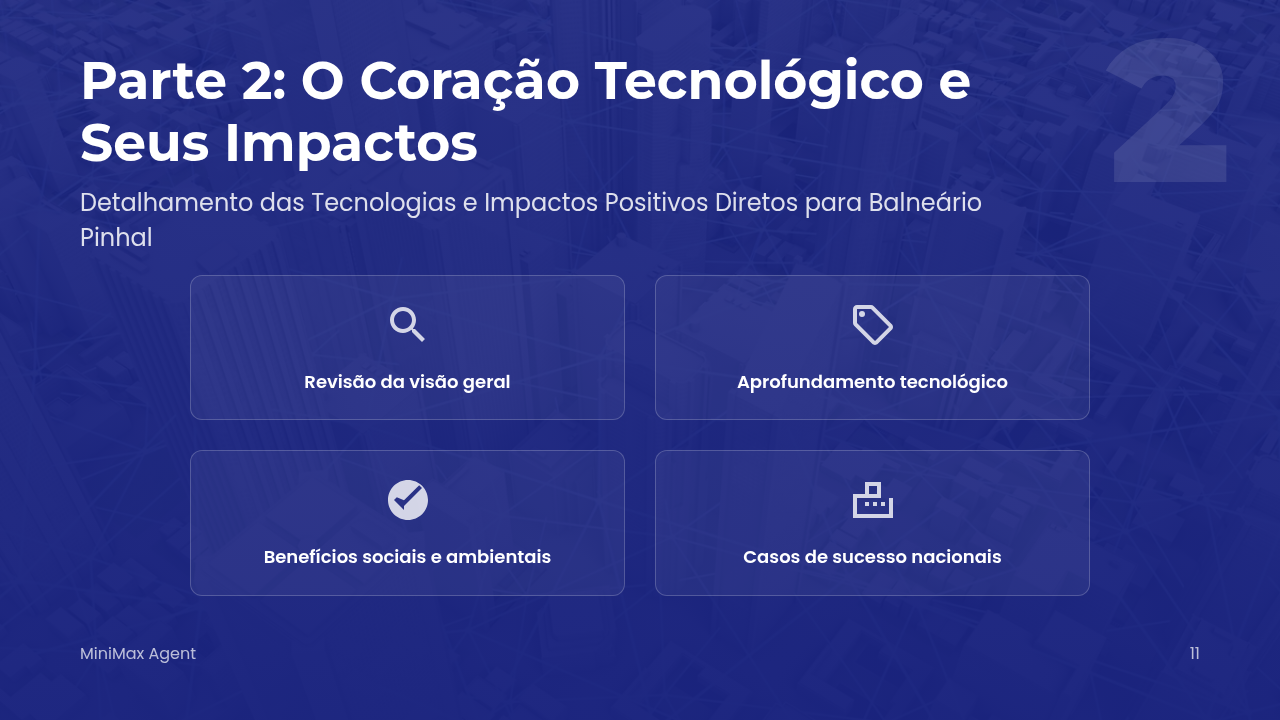 Parte 2: O Coração Tecnológico e
Seus Impactos
2
Detalhamento das Tecnologias e Impactos Positivos Diretos para Balneário
Pinhal
Revisão da visão geral
Aprofundamento tecnológico
Benefícios sociais e ambientais
Casos de sucesso nacionais
MiniMax Agent
11